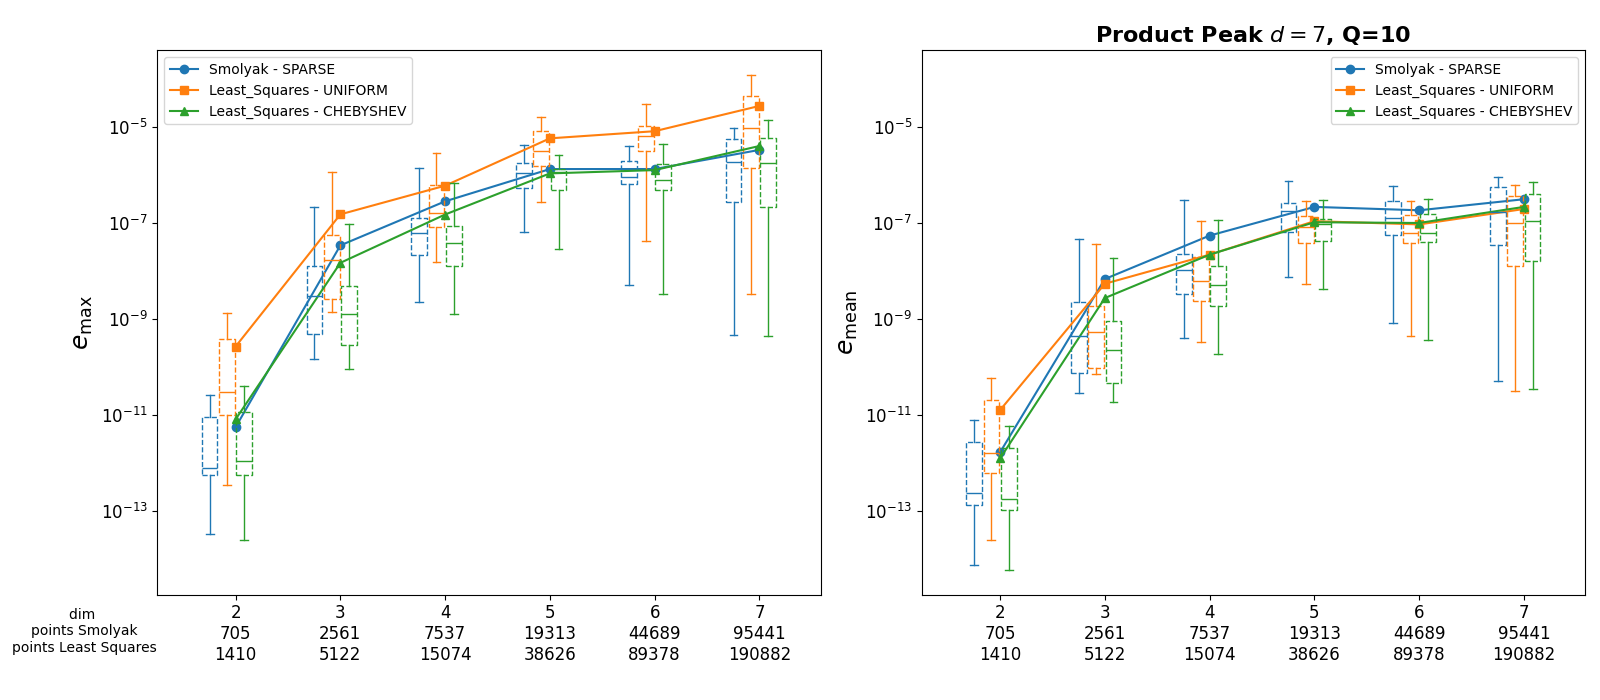 Product Peak d = 7, Q=10
Smolyak - SPARSE
Least_Squares - UNIFORM
Least_Squares - CHEBYSHEV
10⁻⁵
10⁻⁷
10⁻⁹
10⁻¹¹
10⁻¹³
e_max
dim 2 3 4 5 6 7
points Smolyak 705 2561 7537 19313 44689 95441
points Least Squares 1410 5122 15074 38626 89378 190882
Smolyak - SPARSE
Least_Squares - UNIFORM
Least_Squares - CHEBYSHEV
10⁻⁵
10⁻⁷
10⁻⁹
10⁻¹¹
10⁻¹³
e_mean
2 3 4 5 6 7
705 2561 7537 19313 44689 95441
1410 5122 15074 38626 89378 190882